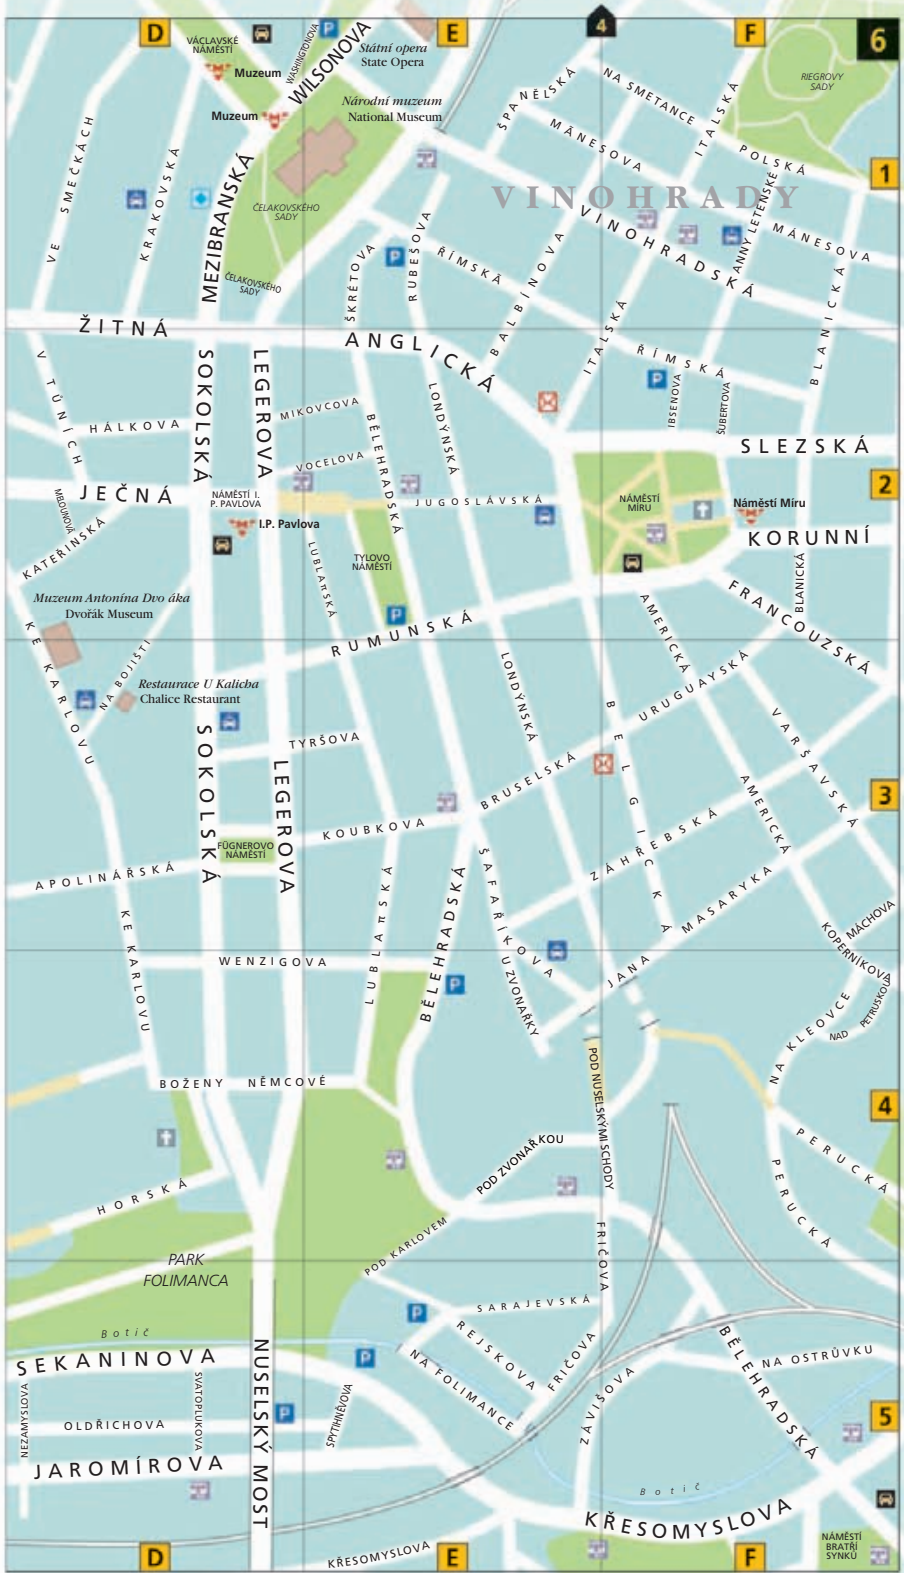 D
E
4
F
6
VÁCLAVSKÉ
NÁMĚSTÍ
WASHINGTONOVA
P
WILSONOVA
Státní opera
State Opera
Muzeum
Muzeum
Národní muzeum
National Museum
ŠPANĚLSKÁ
NA SMETANCE
ITALSKÁ
RIEGROVY
SADY
MÁNESOVA
POLSKÁ
1
VE SMEČKÁCH
KRAKOVSKÁ
MEZIBRANSKÁ
ČELAKOVSKÉHO
SADY
ČELAKOVSKÉHO
SADY
VINOHRADY
VINOHRADSKÁ
ANNY LETENSKÉ
MÁNESOVA
ŠKRÉTOVA
P
RUBEŠOVA
ŘÍMSKÁ
BALBÍNOVA
ITALSKÁ
BLANICKÁ
ŽITNÁ
ANGLICKÁ
ŘÍMSKÁ
P
IBSENOVA
ŠUBERTOVA
V TŮNÍCH
SOKOLSKÁ
LEGEROVA
MIKOVCOVA
BĚLEHRADSKÁ
LONDÝNSKÁ
HÁLKOVA
VOCELOVA
SLEZSKÁ
2
JEČNÁ
NÁMĚSTÍ I.
P. PAVLOVA
JUGOSLÁVSKÁ
NÁMĚSTÍ
MÍRU
Náměstí Míru
I.P. Pavlova
KATEŘINSKÁ
LUBLAπSKÁ
TYLOVO
NÁMĚSTÍ
KORUNNÍ
BLANICKÁ
Muzeum Antonína Dvo áka
Dvořák Museum
P
RUMUNSKÁ
AMERICKÁ
FRANCOUZSKÁ
KE KARLOVU
NA BOJIŠTI
Restaurace U Kalicha
Chalice Restaurant
LONDÝNSKÁ
BELGICKÁ
URUGUAYSKÁ
VARŠAVSKÁ
SOKOLSKÁ
TYRŠOVA
LEGEROVA
BRUSELSKÁ
AMERICKÁ
3
KOUBKOVA
FÜGNEROVO
NÁMĚSTÍ
ZÁHŘEBSKÁ
APOLINÁŘSKÁ
LUBLAπSKÁ
BĚLEHRADSKÁ
ŠAFAŘÍKOVA
JANA MASARYKA
MÁCHOVA
KOPERNÍKOVA
KE KARLOVU
WENZIGOVA
P
U ZVONAŘKY
NA KLEOVCE
NAD PETRUSKOU
BOŽENY NĚMCOVÉ
POD NUSELSKÝMI SCHODY
4
POD ZVONAŘKOU
PERUCKÁ
PERUCKÁ
HORSKÁ
POD KARLOVEM
FRIČOVA
PARK
FOLIMANCA
P
SARAJEVSKÁ
REJSKOVA
FRIČOVA
BĚLEHRADSKÁ
Botič
SEKANINOVA
P
NA FOLIMANCE
NA OSTRŮVKU
NUSELSKÝ MOST
NEZAMYSLOVA
SVATOPLUKOVA
SPYTIHNĚVOVA
ZÁVIŠOVA
OLDŘICHOVA
P
5
JAROMÍROVA
Botič
KŘESOMYSLOVA
KŘESOMYSLOVA
NÁMĚSTÍ
BRATŘÍ
SYNKŮ
D
E
F